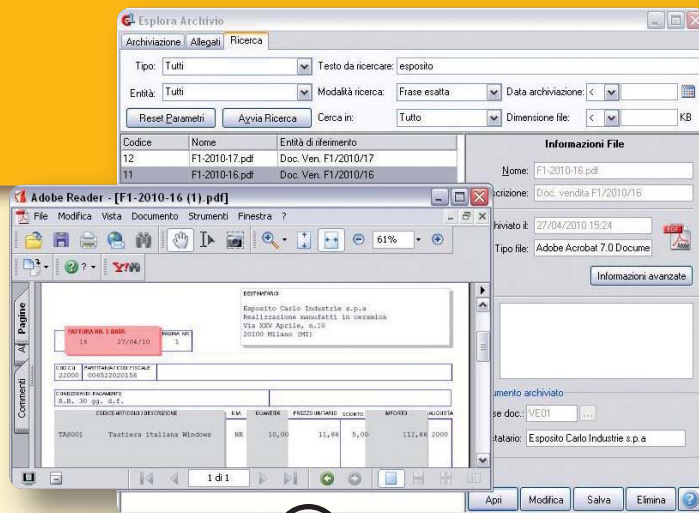 Esplora Archivio
Archiviazione Allegati Ricerca
Tipo: Tutti Testo da ricercare: esposito
Entità: Tutti Modalità ricerca: Frase esatta Data archiviazione: <
Reset Parametri Avvia Ricerca Cerca in: Tutto Dimensione file: < KB
Codice Nome Entità di riferimento Informazioni File
12 F1-2010-17.pdf Doc. Ven. F1/2010/17
11 F1-2010-16.pdf Doc. Ven. F1/2010/16
Nome: F1-2010-16.pdf
scrizione: Doc. vendita F1/2010/16
hiviato il: 27/04/2010 15:24
Tipo file: Adobe Acrobat 7.0 Docume
PDF
Adobe
Informazioni avanzate
umento archiviato
se doc.: VE01 ...
tatario: Esposito Carlo Industrie s.p.a
Apri Modifica Salva Elimina ?
Adobe Reader - [F1-2010-16 (1).pdf]
File Modifica Vista Documento Strumenti Finestra ?
61%
? Y!
Pagine
Commenti
DESTINATARIO
Esposito Carlo Industrie s.p.a
Realizzazione manufatti in ceramica
Via XXV Aprile, n.10
20100 Milano (MI)
FATTURA NR. E DATA PAGINA NR.
16 27/04/10 1
COD.CLI PARTITA IVA / COD.FISCALE
22000 006522020156
CONDIZIONI DI PAGAMENTO
R.B. 30 gg. d.f.
CODICE ARTICOLO / DESCRIZIONE U.M. QUANTITA' PREZZO UNITARIO SCONTO IMPORTO ALIQUOTA
TAS001 Tastiera italiana Windows NR 10,00 11,88 5,00 112,86 2000
1 di 1